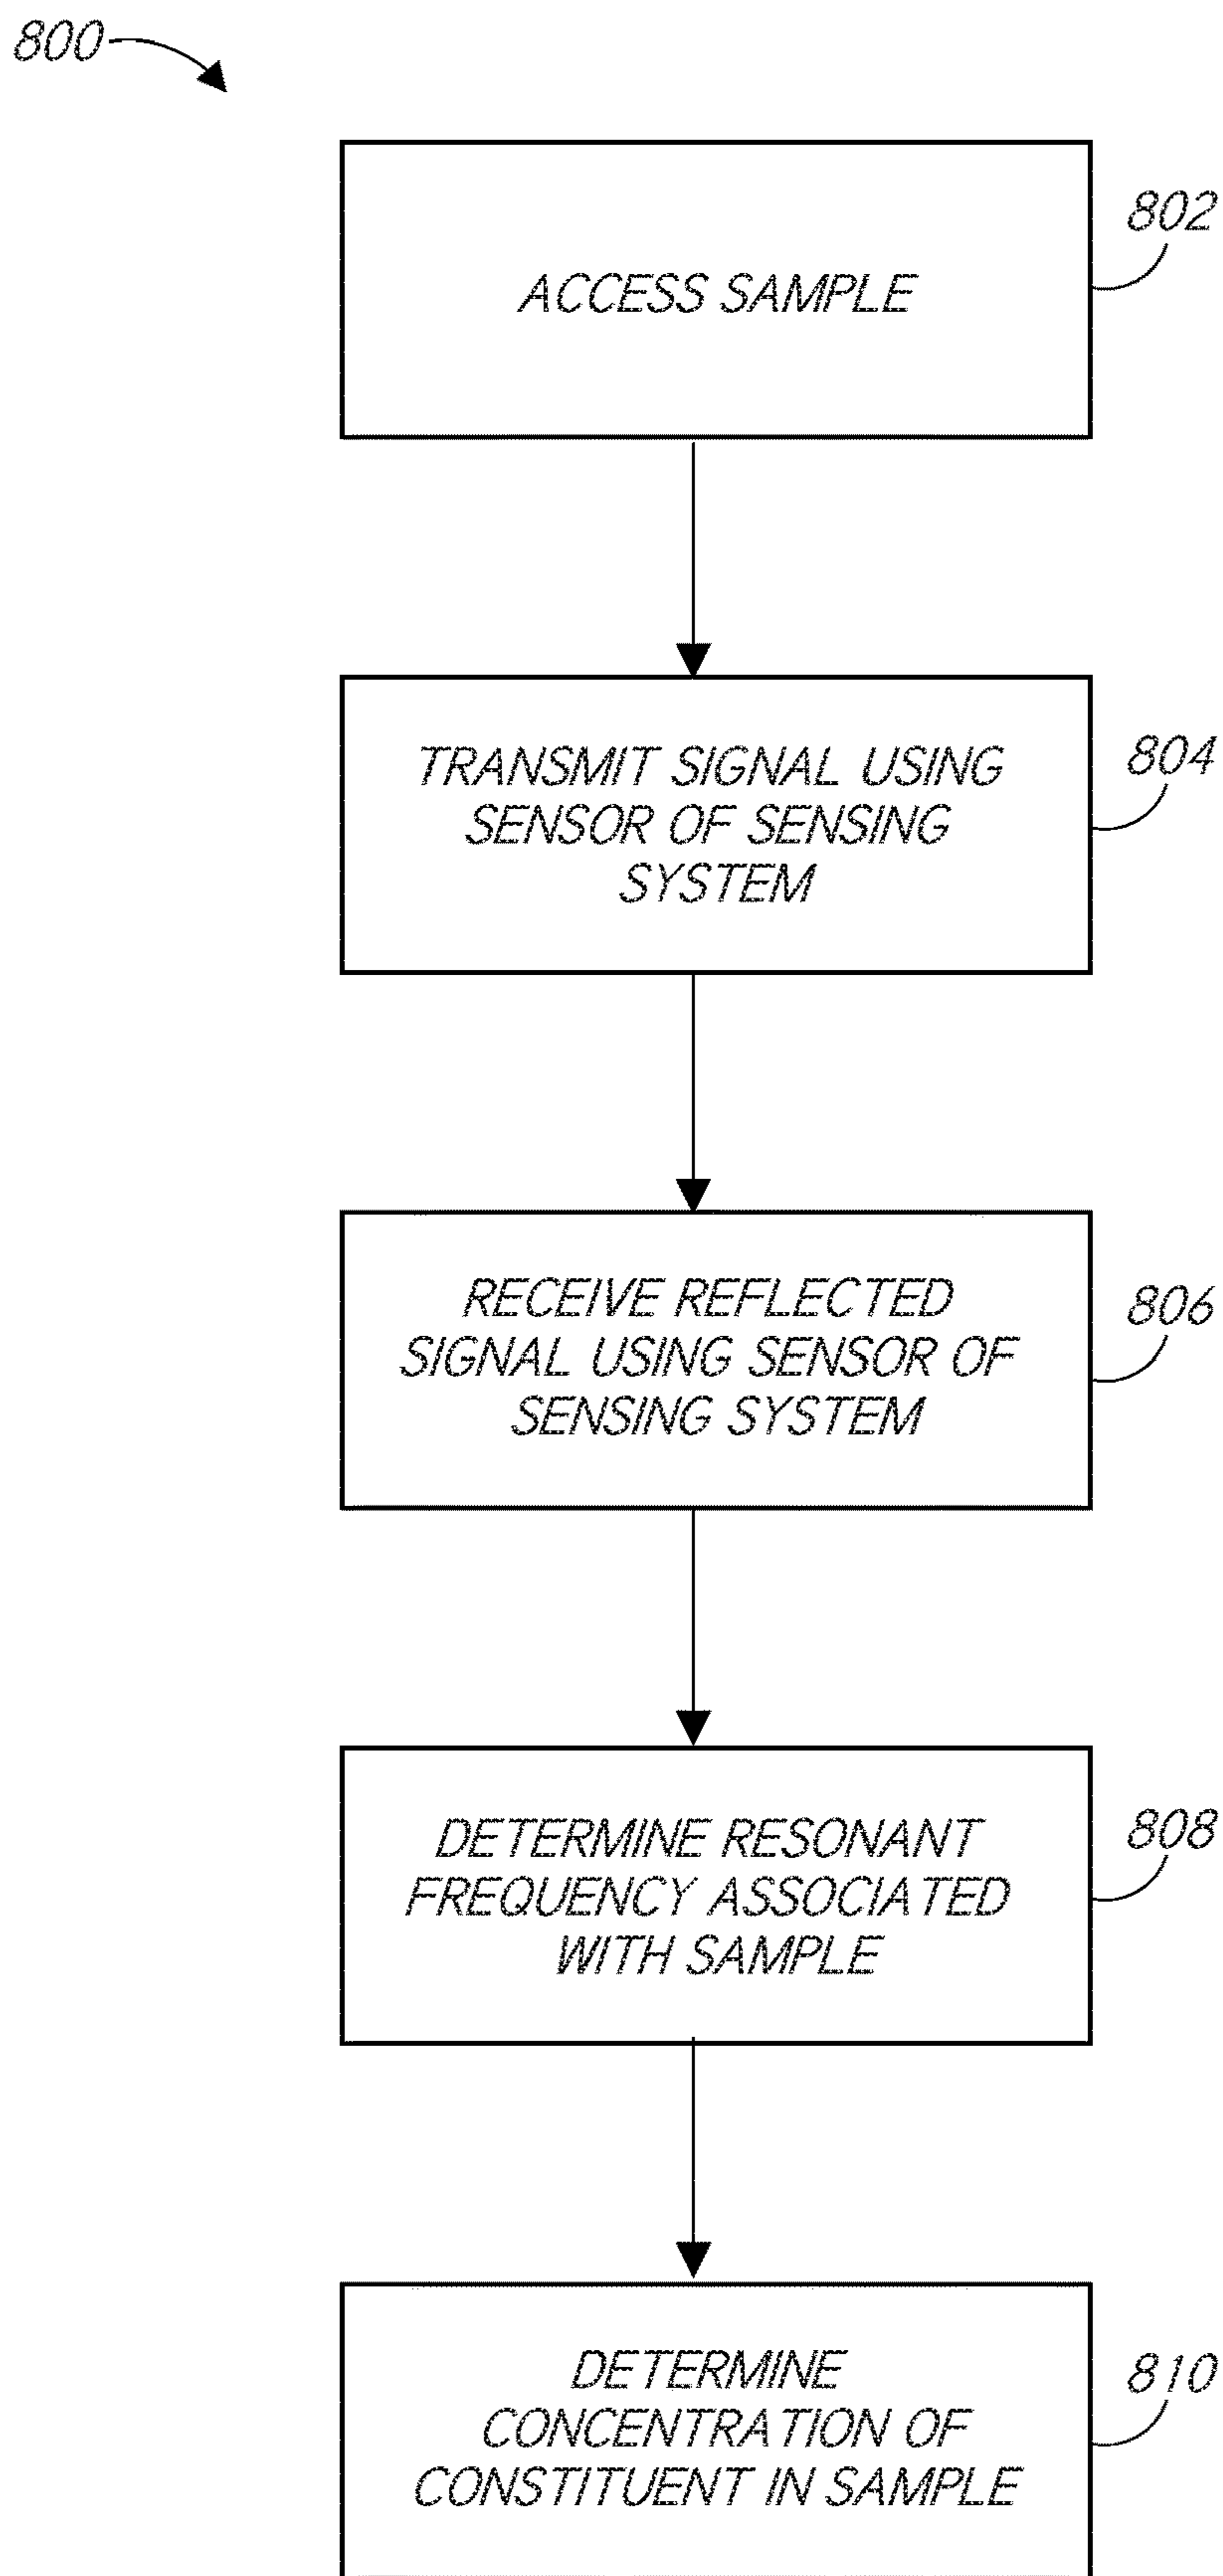 800
ACCESS SAMPLE
802
TRANSMIT SIGNAL USING
SENSOR OF SENSING
SYSTEM
804
RECEIVE REFLECTED
SIGNAL USING SENSOR OF
SENSING SYSTEM
806
DETERMINE RESONANT
FREQUENCY ASSOCIATED
WITH SAMPLE
808
DETERMINE
CONCENTRATION OF
CONSTITUENT IN SAMPLE
810